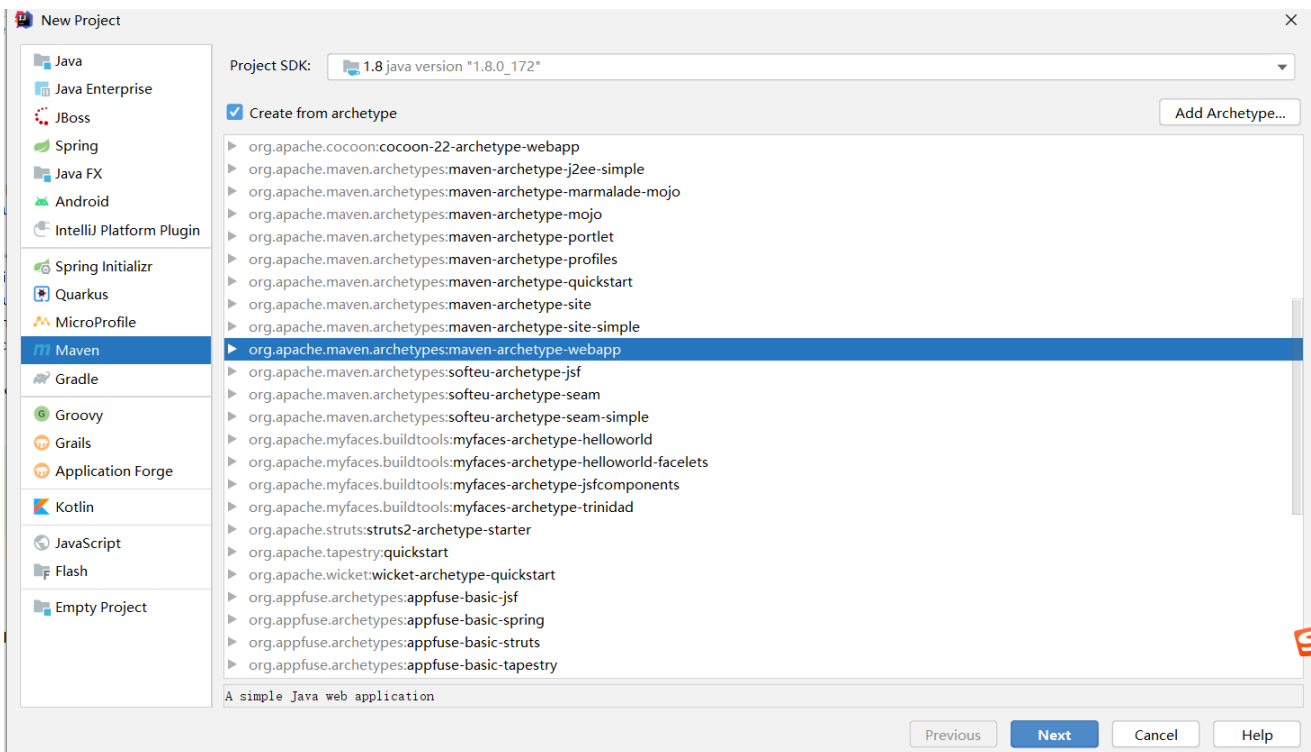 New Project
Java
Java Enterprise
JBoss
Spring
Java FX
Android
IntelliJ Platform Plugin
Spring Initializr
Quarkus
MicroProfile
Maven
Gradle
Groovy
Grails
Application Forge
Kotlin
JavaScript
Flash
Empty Project
Project SDK: 1.8 java version "1.8.0_172"
Create from archetype
Add Archetype...
org.apache.cocoon:cocoon-22-archetype-webapp
org.apache.maven.archetypes:maven-archetype-j2ee-simple
org.apache.maven.archetypes:maven-archetype-marmalade-mojo
org.apache.maven.archetypes:maven-archetype-mojo
org.apache.maven.archetypes:maven-archetype-portlet
org.apache.maven.archetypes:maven-archetype-profiles
org.apache.maven.archetypes:maven-archetype-quickstart
org.apache.maven.archetypes:maven-archetype-site
org.apache.maven.archetypes:maven-archetype-site-simple
org.apache.maven.archetypes:maven-archetype-webapp
org.apache.maven.archetypes:softeu-archetype-jsf
org.apache.maven.archetypes:softeu-archetype-seam
org.apache.maven.archetypes:softeu-archetype-seam-simple
org.apache.myfaces.buildtools:myfaces-archetype-helloworld
org.apache.myfaces.buildtools:myfaces-archetype-helloworld-facelets
org.apache.myfaces.buildtools:myfaces-archetype-jsfcomponents
org.apache.myfaces.buildtools:myfaces-archetype-trinidad
org.apache.struts:struts2-archetype-starter
org.apache.tapestry:quickstart
org.apache.wicket:wicket-archetype-quickstart
org.appfuse.archetypes:appfuse-basic-jsf
org.appfuse.archetypes:appfuse-basic-spring
org.appfuse.archetypes:appfuse-basic-struts
org.appfuse.archetypes:appfuse-basic-tapestry
A simple Java web application
Previous
Next
Cancel
Help